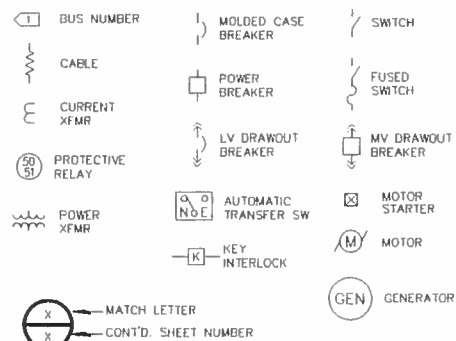 1 BUS NUMBER
CABLE
CURRENT
XFMR
50
51
PROTECTIVE
RELAY
POWER
XFMR
X MATCH LETTER
X CONT'D. SHEET NUMBER
MOLDED CASE
BREAKER
POWER
BREAKER
LV DRAWOUT
BREAKER
N E
AUTOMATIC
TRANSFER SW
K
KEY
INTERLOCK
SWITCH
FUSED
SWITCH
MV DRAWOUT
BREAKER
MOTOR
STARTER
M MOTOR
GEN GENERATOR